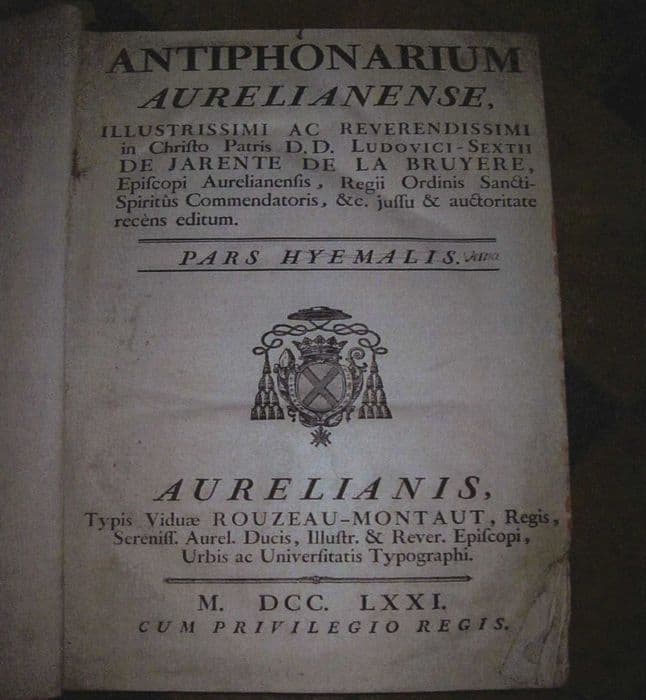 ANTIPHONARIUM
AURELIANENSE,
ILLUSTRISSIMI AC REVERENDISSIMI
in Chriſto Patris D. D. LUDOVICI-SEXTII
DE JARENTE DE LA BRUYERE,
Epiſcopi Aurelianenſis, Regii Ordinis Sancti-
Spiritûs Commendatoris, &c. juſſu & auctoritate
recèns editum.
PARS HYEMALIS.
AURELIANIS,
Typis Viduæ ROUZEAU-MONTAUT, Regis,
Sereniſſ. Aurel. Ducis, Illuſtr. & Rever. Epiſcopi,
Urbis ac Univerſitatis Typographi.
M. DCC. LXXI.
CUM PRIVILEGIO REGIS.